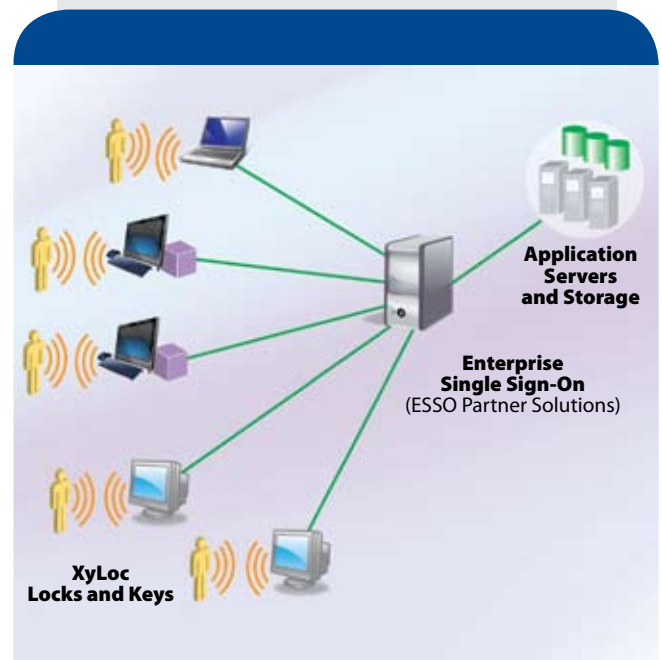 Application
Servers
and Storage
Enterprise
Single Sign-On
(ESSO Partner Solutions)
XyLoc
Locks and Keys